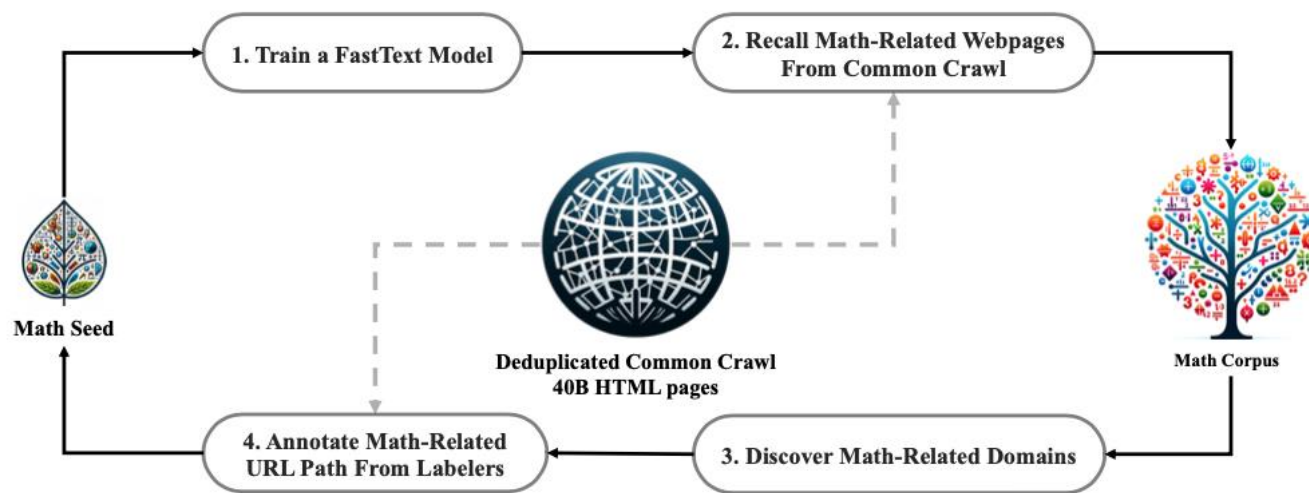 1. Train a FastText Model
2. Recall Math-Related Webpages
From Common Crawl
Math Seed
Deduplicated Common Crawl
40B HTML pages
Math Corpus
4. Annotate Math-Related
URL Path From Labelers
3. Discover Math-Related Domains